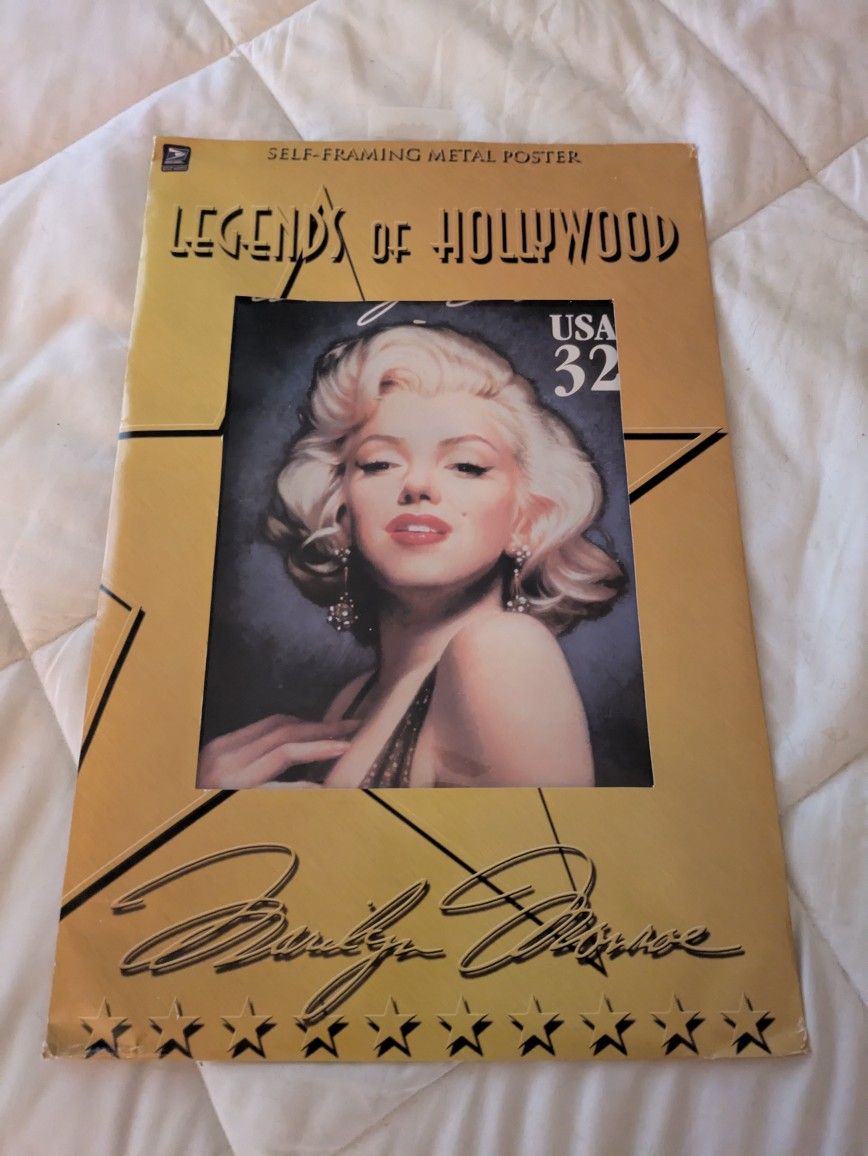 SELF-FRAMING METAL POSTER
LEGENDS OF HOLLYWOOD
USA
32
Marilyn Monroe